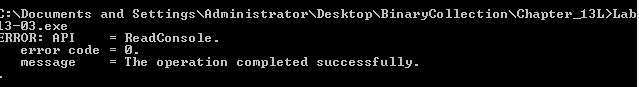 C:\Documents and Settings\Administrator\Desktop\BinaryCollection\Chapter_13L>Lab
13-03.exe
ERROR: API    = ReadConsole.
   error code = 0.
   message    = The operation completed successfully.
.